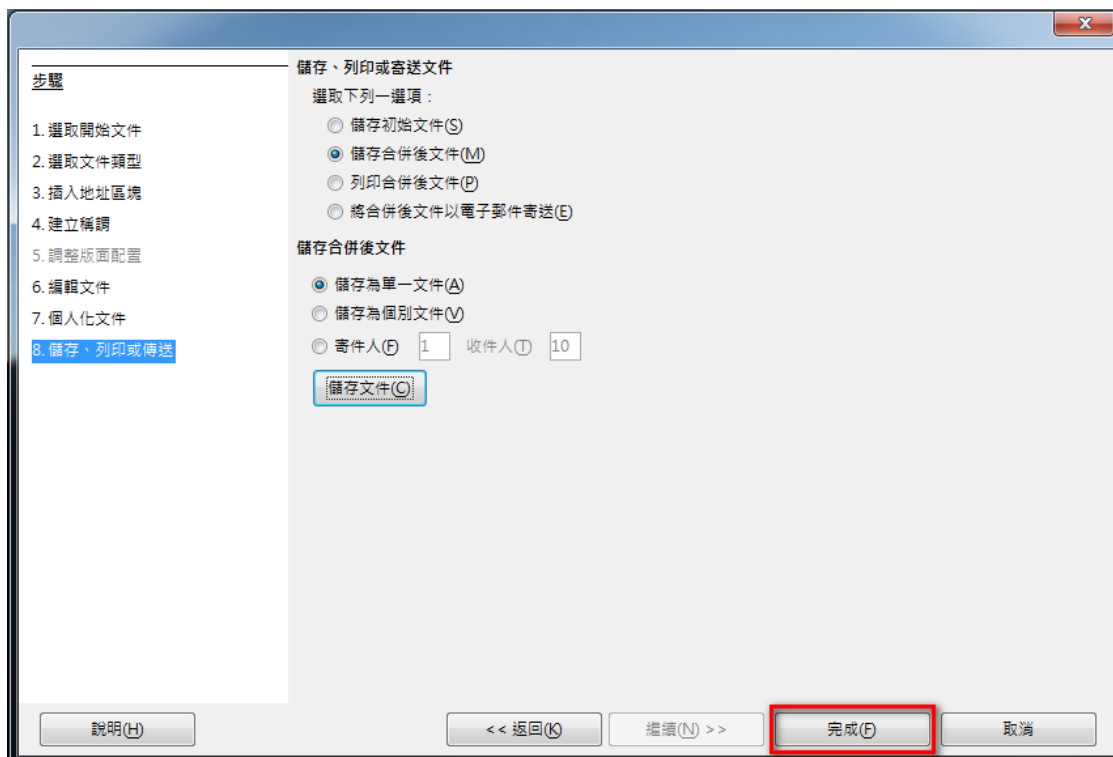 步驟
1. 選取開始文件
2. 選取文件類型
3. 插入地址區塊
4. 建立稱謂
5. 調整版面配置
6. 編輯文件
7. 個人化文件
8. 儲存、列印或傳送
儲存、列印或寄送文件
選取下列一選項：
儲存初始文件(S)
儲存合併後文件(M)
列印合併後文件(P)
將合併後文件以電子郵件寄送(E)
儲存合併後文件
儲存為單一文件(A)
儲存為個別文件(V)
寄件人(F) 1 收件人(T) 10
儲存文件(C)
說明(H) << 返回(K) 繼續(N) >> 完成(F) 取消